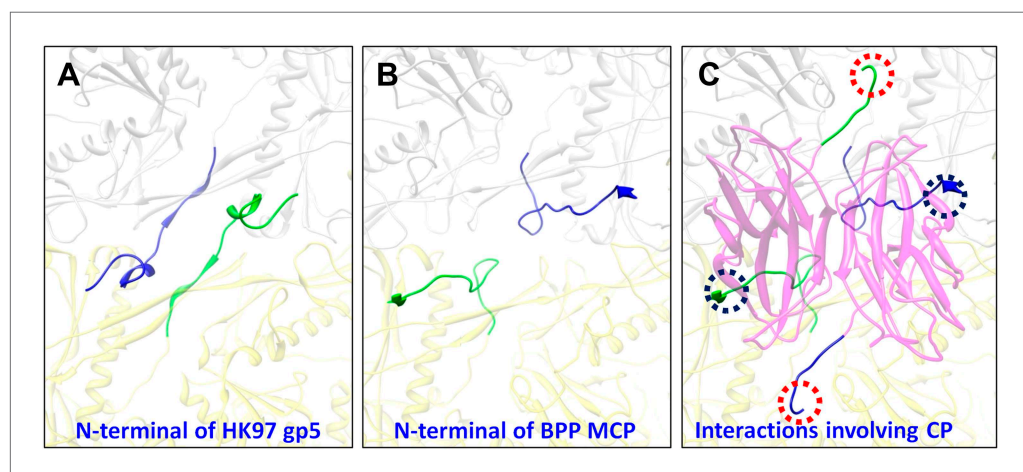 A
B
C
N-terminal of HK97 gp5
N-terminal of BPP MCP
Interactions involving CP